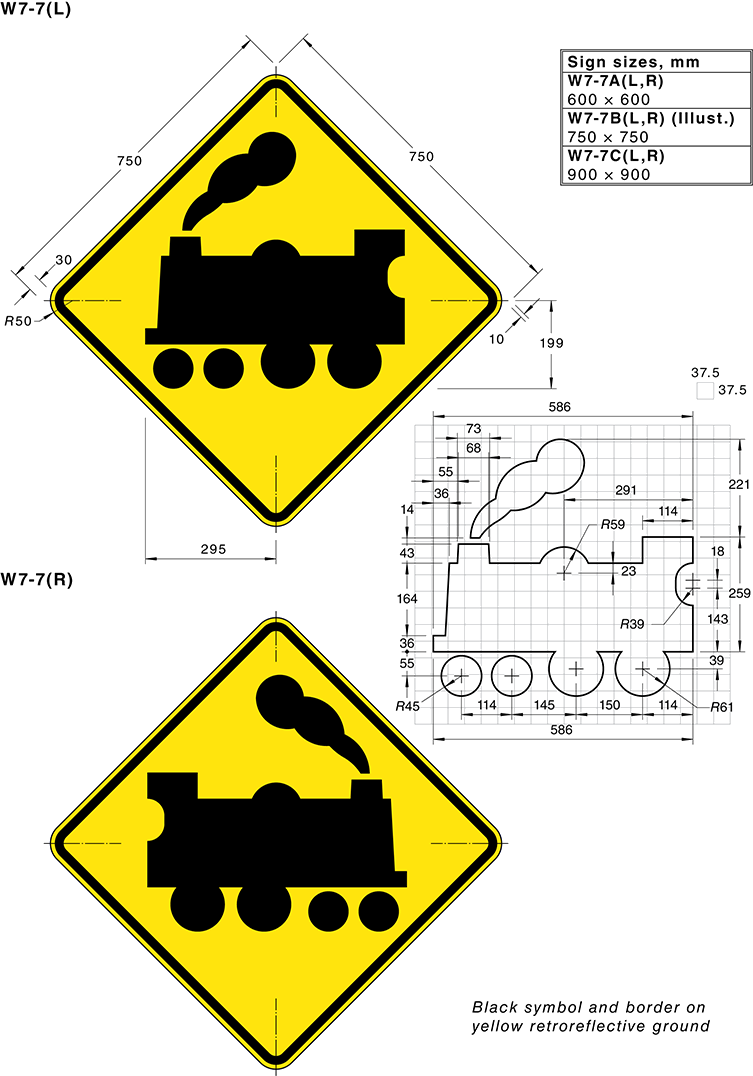 W7-7(L)
Sign sizes, mm
W7-7A(L,R)
600 × 600
W7-7B(L,R) (Illust.)
750 × 750
W7-7C(L,R)
900 × 900
750
750
30
R50
10
199
295
37.5
37.5
586
73
68
55
36
14
43
164
36
55
R45
291
R59
114
221
23
18
259
R39
143
39
R61
114
145
150
114
586
W7-7(R)
Black symbol and border on
yellow retroreflective ground